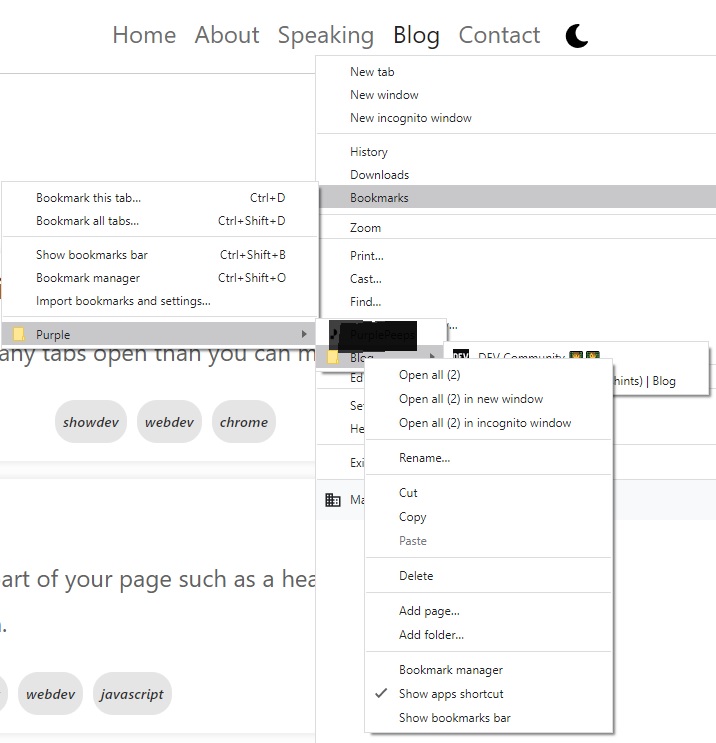 Home About Speaking Blog Contact
New tab
New window
New incognito window
History
Downloads
Bookmarks
Zoom
Print...
Cast...
Find...
...
Ed
Set
He
Exi
Ma
Bookmark this tab... Ctrl+D
Bookmark all tabs... Ctrl+Shift+D
Show bookmarks bar Ctrl+Shift+B
Bookmark manager Ctrl+Shift+O
Import bookmarks and settings...
Purple
PurplePeeps
Blog
DEV Community
hints) | Blog
Open all (2)
Open all (2) in new window
Open all (2) in incognito window
Rename...
Cut
Copy
Paste
Delete
Add page...
Add folder...
Bookmark manager
Show apps shortcut
Show bookmarks bar
any tabs open than you can m
showdev webdev chrome
art of your page such as a hea
webdev javascript